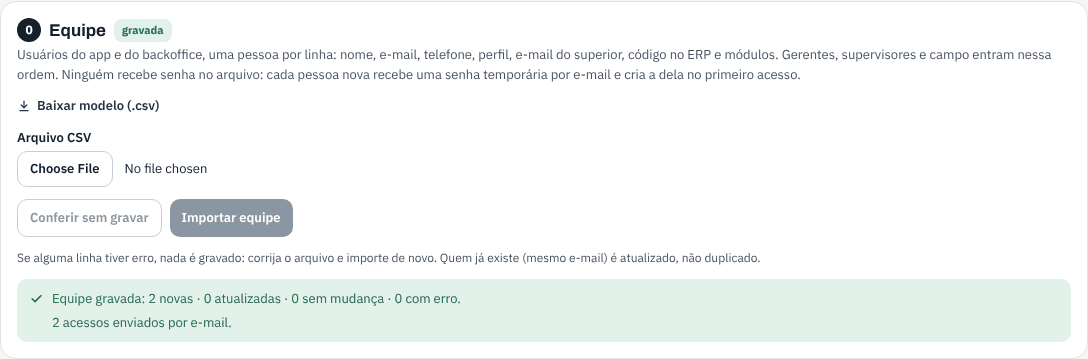 0 Equipe gravada
Usuários do app e do backoffice, uma pessoa por linha: nome, e-mail, telefone, perfil, e-mail do superior, código no ERP e módulos. Gerentes, supervisores e campo entram nessa
ordem. Ninguém recebe senha no arquivo: cada pessoa nova recebe uma senha temporária por e-mail e cria a dela no primeiro acesso.
Baixar modelo (.csv)
Arquivo CSV
Choose File No file chosen
Conferir sem gravar Importar equipe
Se alguma linha tiver erro, nada é gravado: corrija o arquivo e importe de novo. Quem já existe (mesmo e-mail) é atualizado, não duplicado.
Equipe gravada: 2 novas · 0 atualizadas · 0 sem mudança · 0 com erro.
2 acessos enviados por e-mail.